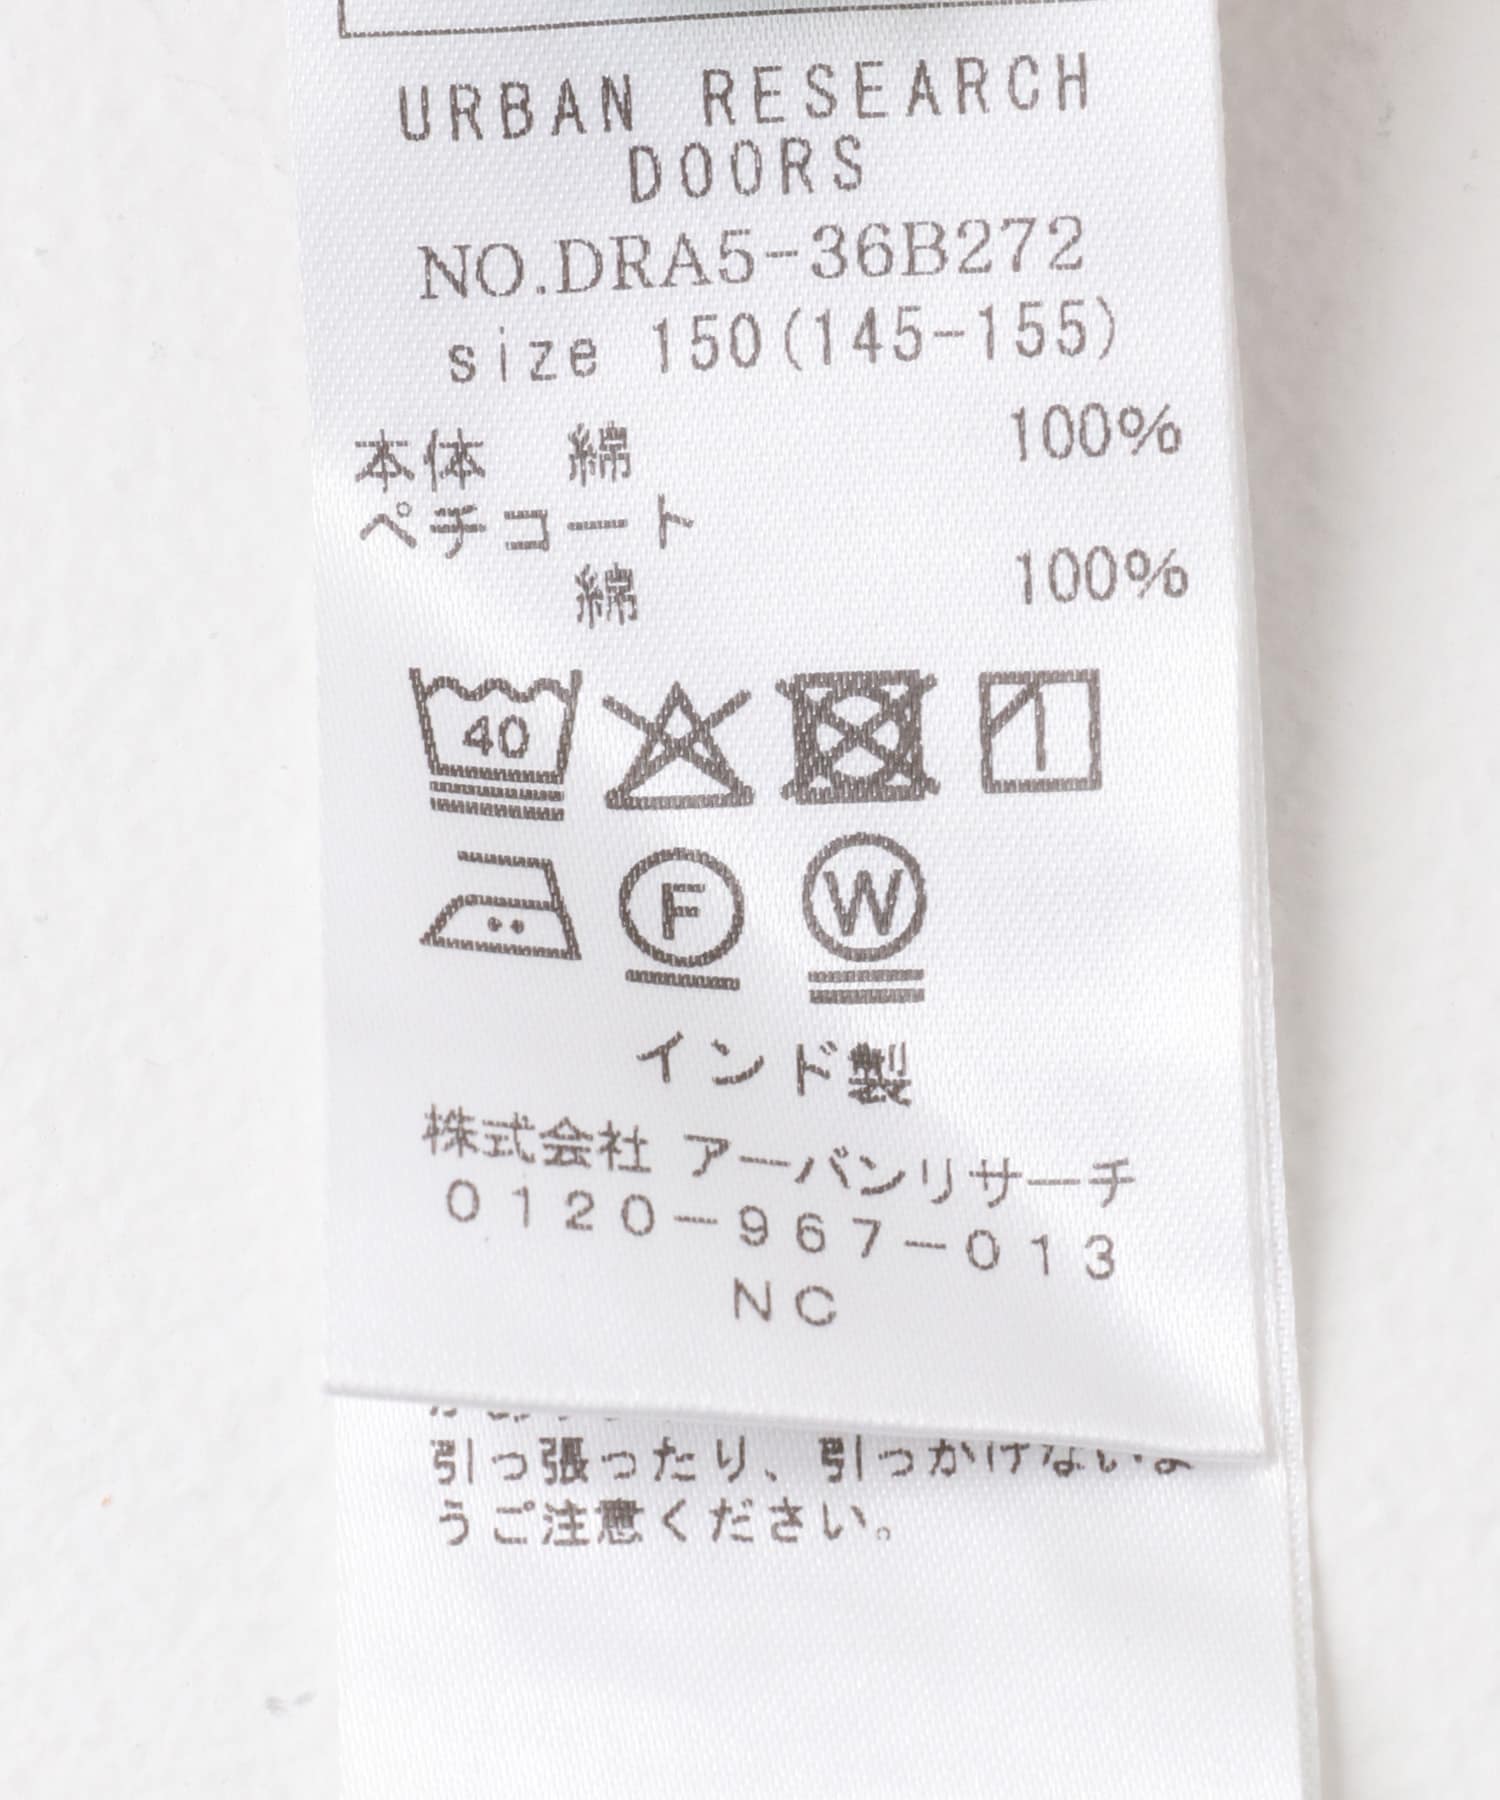 URBAN RESEARCH
DOORS
NO.DRA5-36B272
size 150(145-155)
本体 綿 100%
ペチコート
綿 100%
40
F
W
インド製
株式会社 アーバンリサーチ
0120-967-013
NC
引っ張ったり、引っかけないよ
うご注意ください。